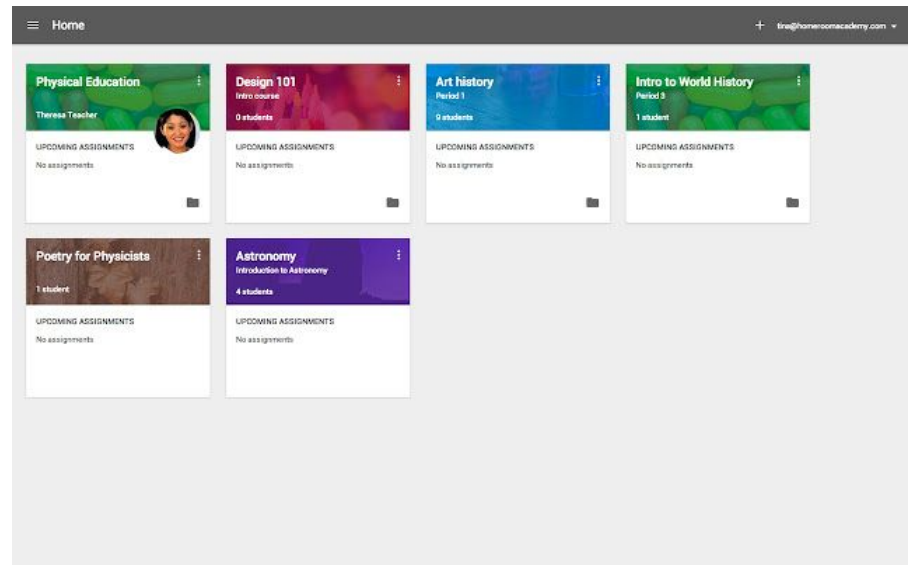 Home
tina@homeroomacademy.com
Physical Education
Theresa Teacher
UPCOMING ASSIGNMENTS
No assignments
Design 101
Intro course
0 students
UPCOMING ASSIGNMENTS
No assignments
Art history
Period 1
0 students
UPCOMING ASSIGNMENTS
No assignments
Intro to World History
Period 3
1 student
UPCOMING ASSIGNMENTS
No assignments
Poetry for Physicists
1 student
UPCOMING ASSIGNMENTS
No assignments
Astronomy
Introduction to Astronomy
4 students
UPCOMING ASSIGNMENTS
No assignments